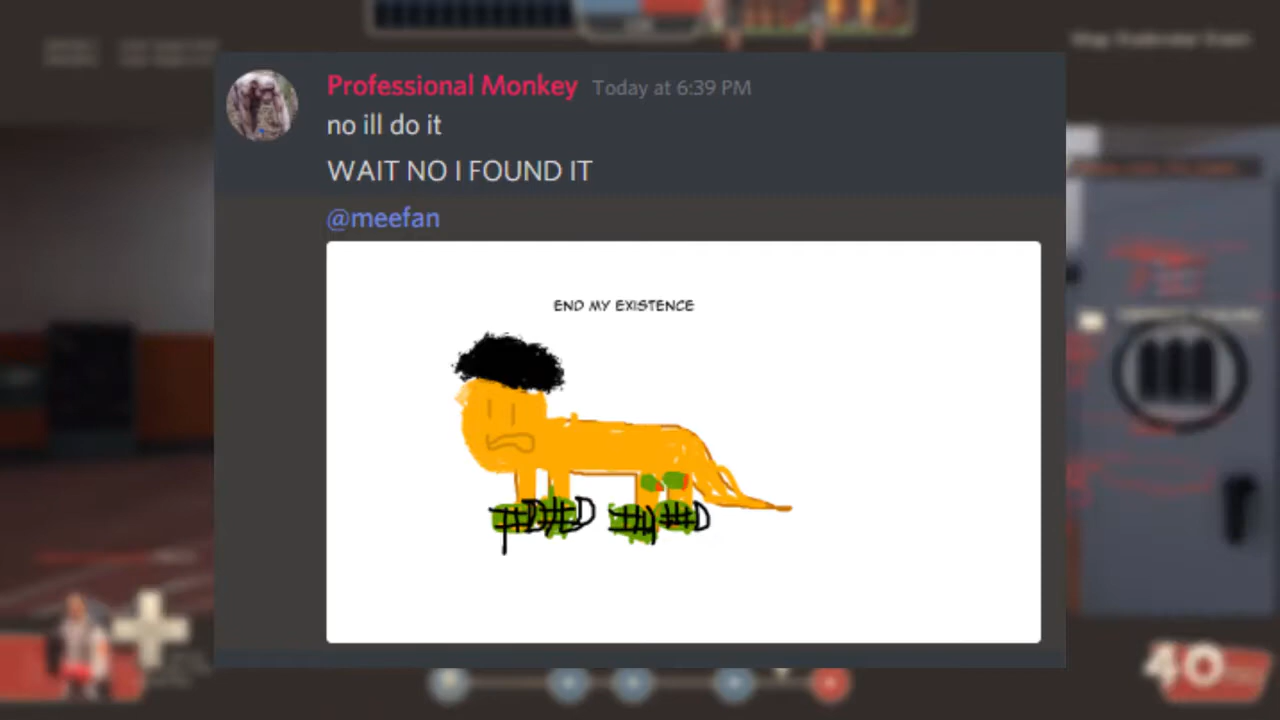 Professional Monkey Today at 6:39 PM
no ill do it
WAIT NO I FOUND IT
@meefan
END MY EXISTENCE
40